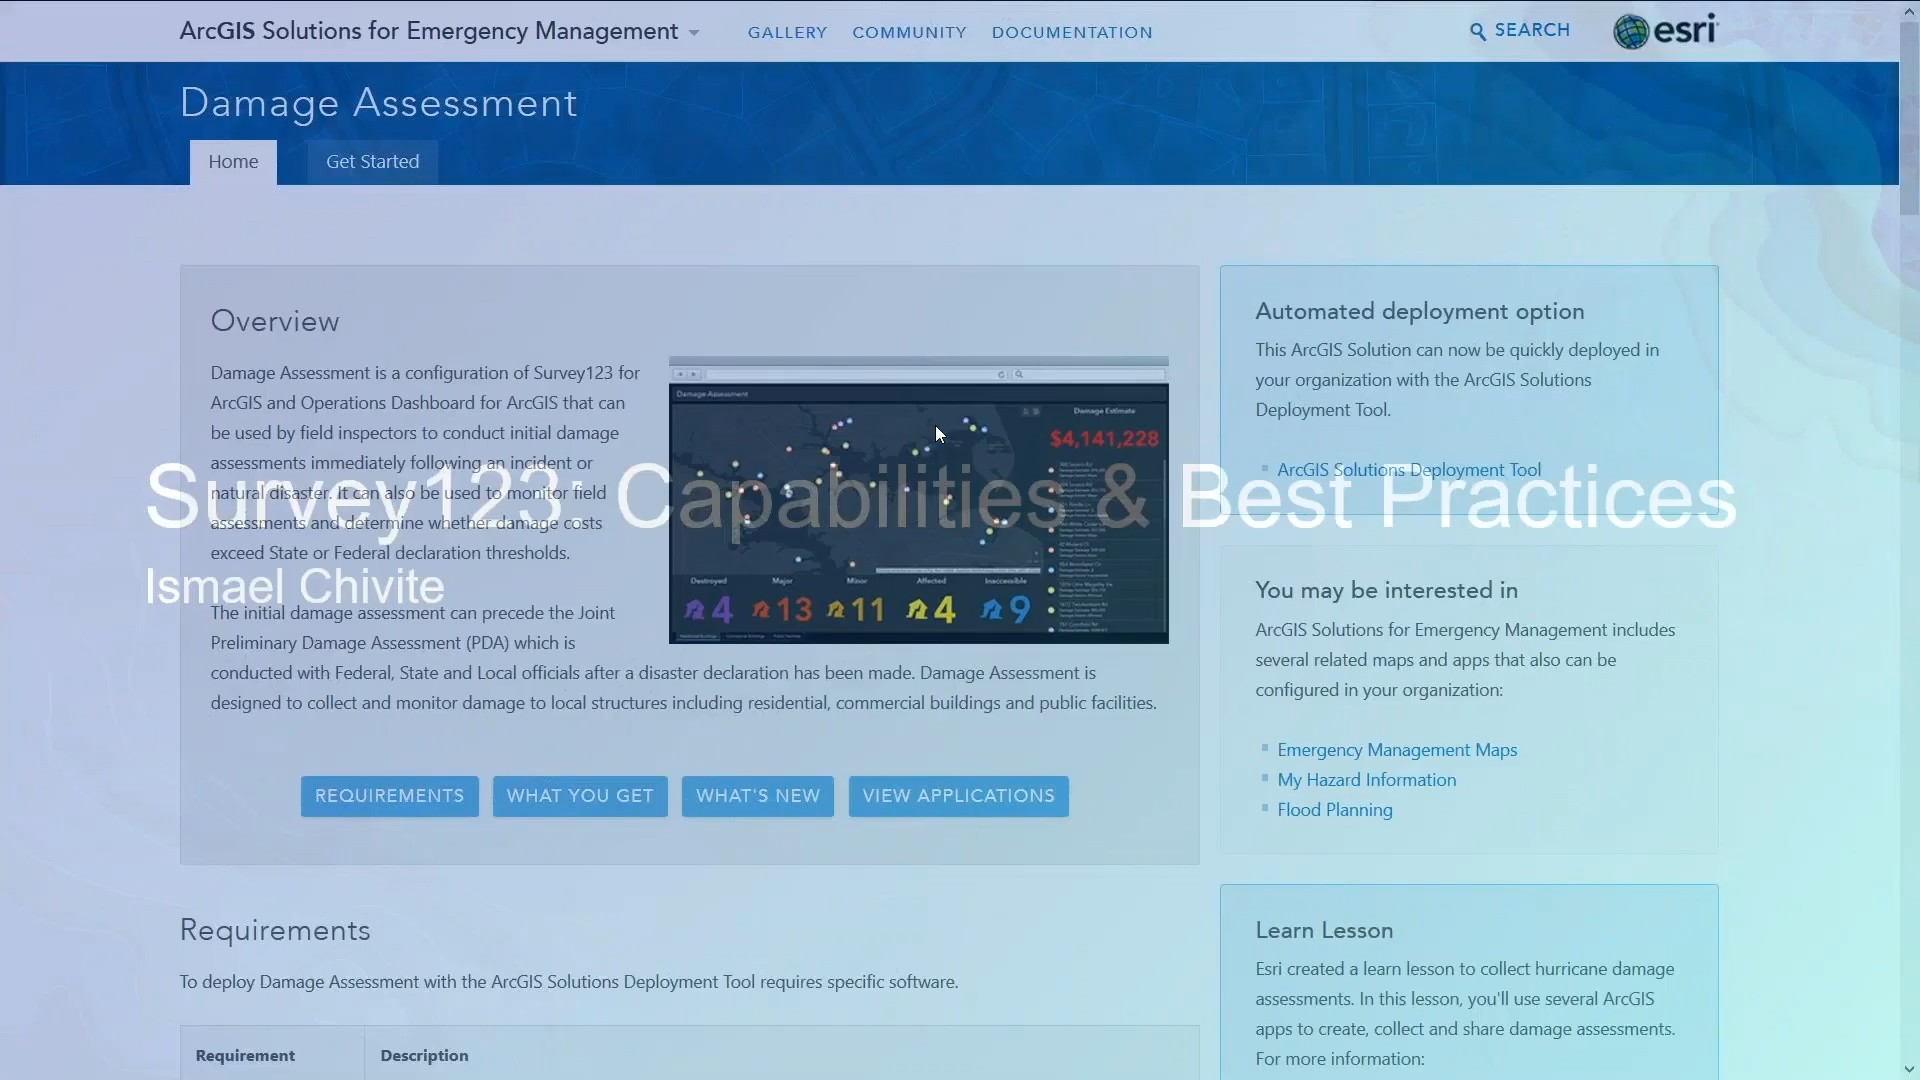 ArcGIS Solutions for Emergency Management
GALLERY
COMMUNITY
DOCUMENTATION
SEARCH
esri
Damage Assessment
Home
Get Started
Overview
Damage Assessment is a configuration of Survey123 for
ArcGIS and Operations Dashboard for ArcGIS that can
be used by field inspectors to conduct initial damage
assessments immediately following an incident or
natural disaster. It can also be used to monitor field
assessments and determine whether damage costs
exceed State or Federal declaration thresholds.
The initial damage assessment can precede the Joint
Preliminary Damage Assessment (PDA) which is
conducted with Federal, State and Local officials after a disaster declaration has been made. Damage Assessment is
designed to collect and monitor damage to local structures including residential, commercial buildings and public facilities.
Damage Assessment
Damage Estimate
$4,141,228
Destroyed
Major
Minor
Affected
Inaccessible
4
13
11
4
9
REQUIREMENTS
WHAT YOU GET
WHAT'S NEW
VIEW APPLICATIONS
Survey123: Capabilities & Best Practices
Ismael Chivite
Automated deployment option
This ArcGIS Solution can now be quickly deployed in
your organization with the ArcGIS Solutions
Deployment Tool.
ArcGIS Solutions Deployment Tool
You may be interested in
ArcGIS Solutions for Emergency Management includes
several related maps and apps that also can be
configured in your organization:
Emergency Management Maps
My Hazard Information
Flood Planning
Requirements
To deploy Damage Assessment with the ArcGIS Solutions Deployment Tool requires specific software.
Requirement
Description
Learn Lesson
Esri created a learn lesson to collect hurricane damage
assessments. In this lesson, you'll use several ArcGIS
apps to create, collect and share damage assessments.
For more information: